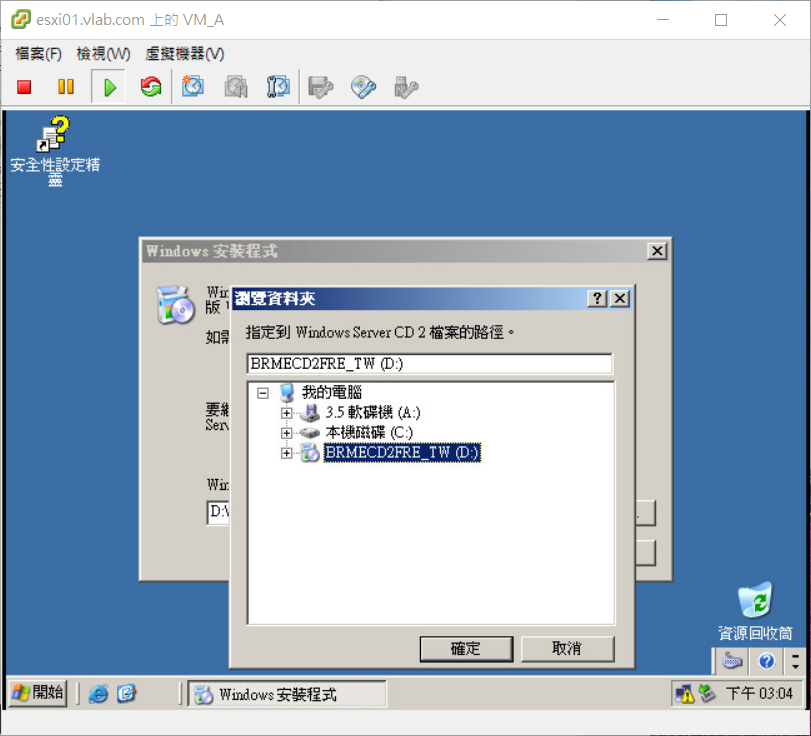 esxi01.vlab.com 上的 VM_A
檔案(F) 檢視(W) 虛擬機器(V)
安全性設定精
靈
Windows 安裝程式
Win
版
如需
瀏覽資料夾
指定到 Windows Server CD 2 檔案的路徑。
BRMECD2FRE_TW (D:)
我的電腦
3.5 軟碟機 (A:)
本機磁碟 (C:)
BRMECD2FRE_TW (D:)
要繼
Serv
Win
D:\
確定 取消
資源回收筒
開始 Windows 安裝程式 下午 03:04